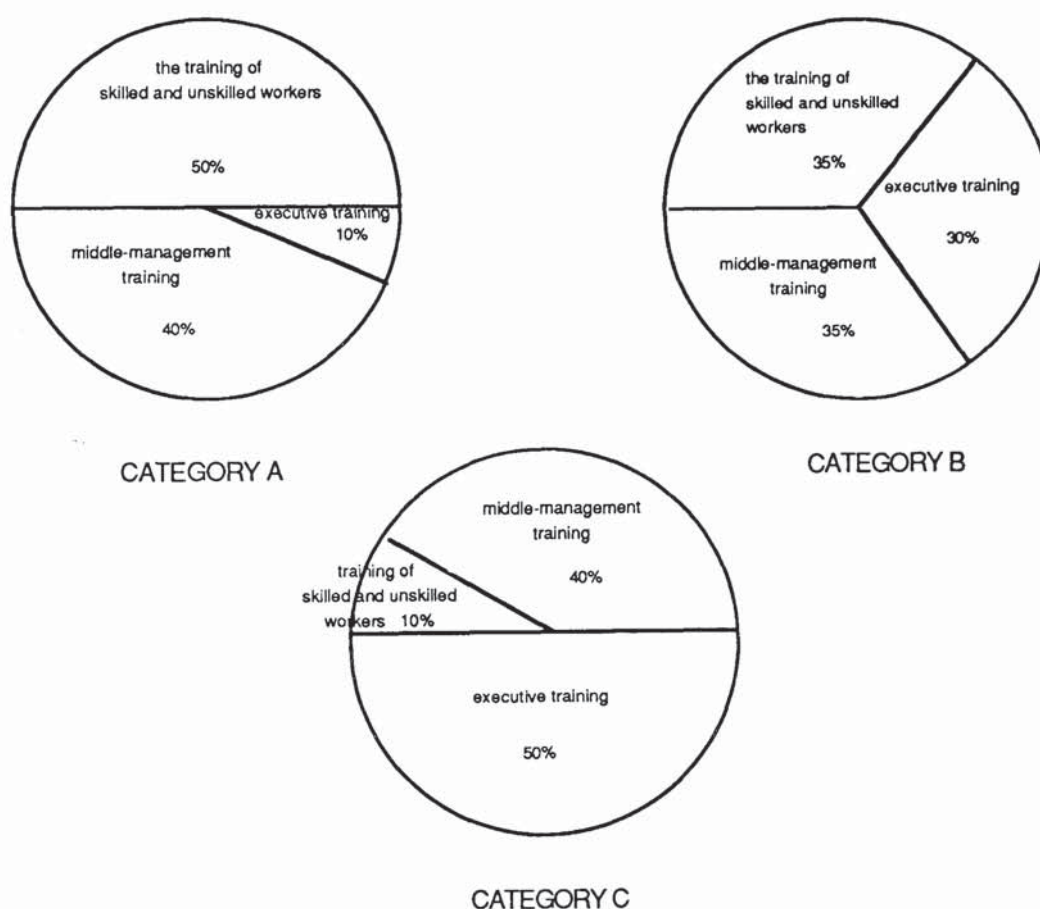 the training of
skilled and unskilled workers
50%
executive training
10%
middle-management
training
40%
CATEGORY A
the training of
skilled and unskilled
workers
35%
executive training
30%
middle-management
training
35%
CATEGORY B
middle-management
training
40%
training of
skilled and unskilled
workers 10%
executive training
50%
CATEGORY C